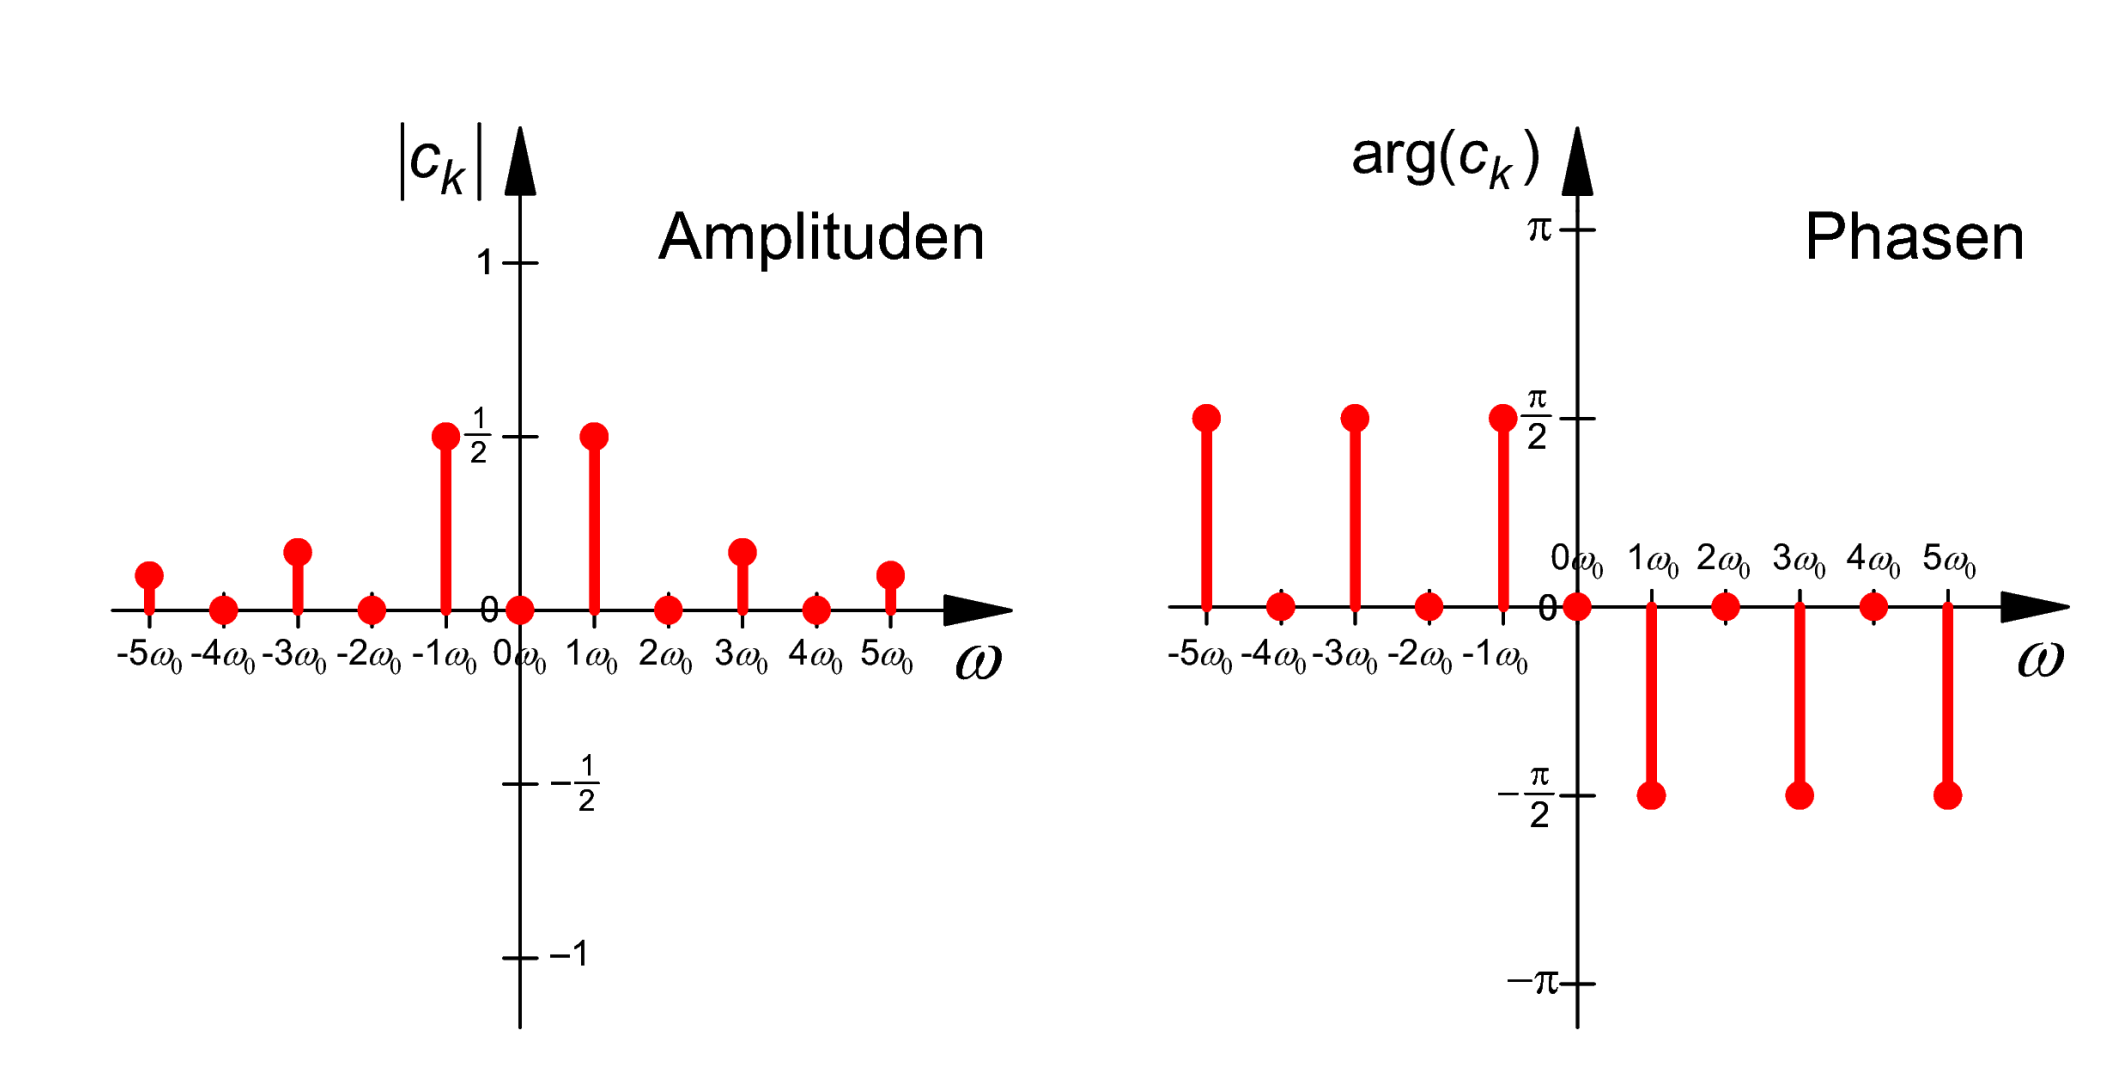 |c_k|
Amplituden
1
1/2
0
-5ω₀ -4ω₀ -3ω₀ -2ω₀ -1ω₀ 0ω₀ 1ω₀ 2ω₀ 3ω₀ 4ω₀ 5ω₀
ω
–1/2
–1
arg(c_k)
Phasen
π
π/2
0ω₀ 1ω₀ 2ω₀ 3ω₀ 4ω₀ 5ω₀
0
-5ω₀ -4ω₀ -3ω₀ -2ω₀ -1ω₀
ω
–π/2
–π